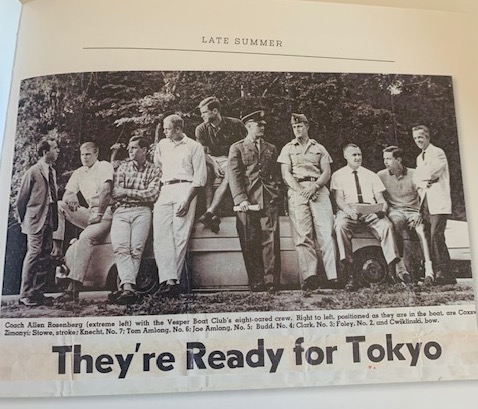 LATE SUMMER
Coach Allen Rosenberg (extreme left) with the Vesper Boat Club's eight-oared crew. Right to left, positioned as they are in the boat, are Coxsw
Zimonyi; Stowe, stroke; Knecht, No. 7; Tom Amlong, No. 6; Joe Amlong, No. 5; Budd, No. 4; Clark, No. 3; Foley, No. 2, and Cwiklinski, bow.
They're Ready for Tokyo